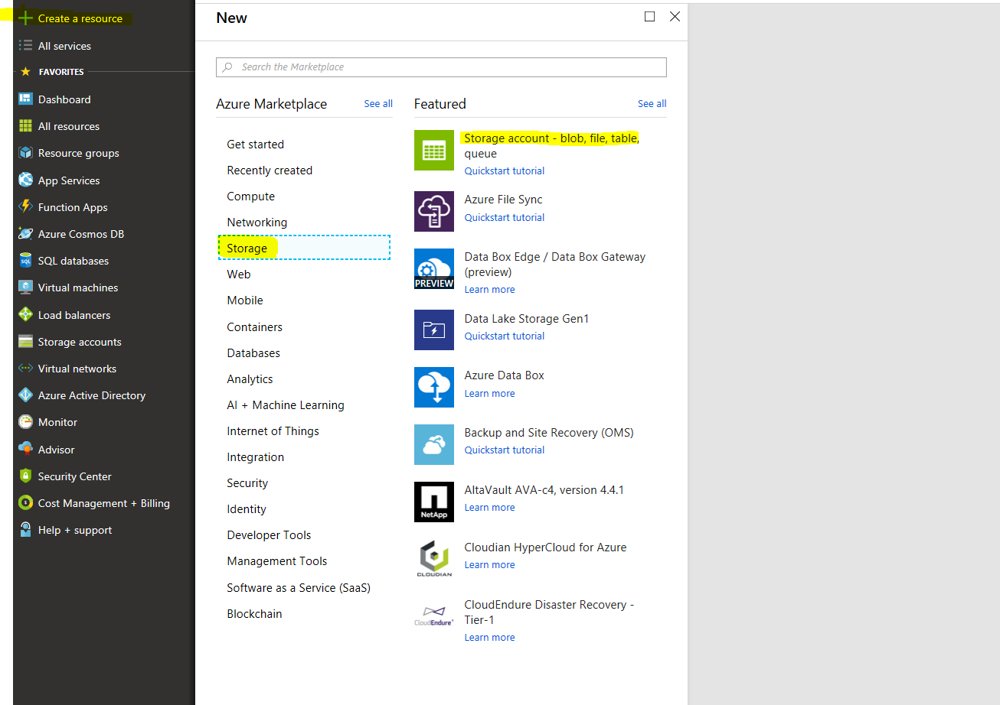 Create a resource
All services
FAVORITES
Dashboard
All resources
Resource groups
App Services
Function Apps
Azure Cosmos DB
SQL
SQL databases
Virtual machines
Load balancers
Storage accounts
Virtual networks
Azure Active Directory
Monitor
Advisor
Security Center
Cost Management + Billing
Help + support
New
Search the Marketplace
Azure Marketplace
See all
Get started
Recently created
Compute
Networking
Storage
Web
Mobile
Containers
Databases
Analytics
AI + Machine Learning
Internet of Things
Integration
Security
Identity
Developer Tools
Management Tools
Software as a Service (SaaS)
Blockchain
Featured
See all
Storage account - blob, file, table,
queue
Quickstart tutorial
Azure File Sync
Quickstart tutorial
PREVIEW
Data Box Edge / Data Box Gateway
(preview)
Learn more
Data Lake Storage Gen1
Quickstart tutorial
Azure Data Box
Learn more
Backup and Site Recovery (OMS)
Quickstart tutorial
NetApp
AltaVault AVA-c4, version 4.4.1
Learn more
CLOUDIAN
Cloudian HyperCloud for Azure
Learn more
CloudEndure
CloudEndure Disaster Recovery -
Tier-1
Learn more